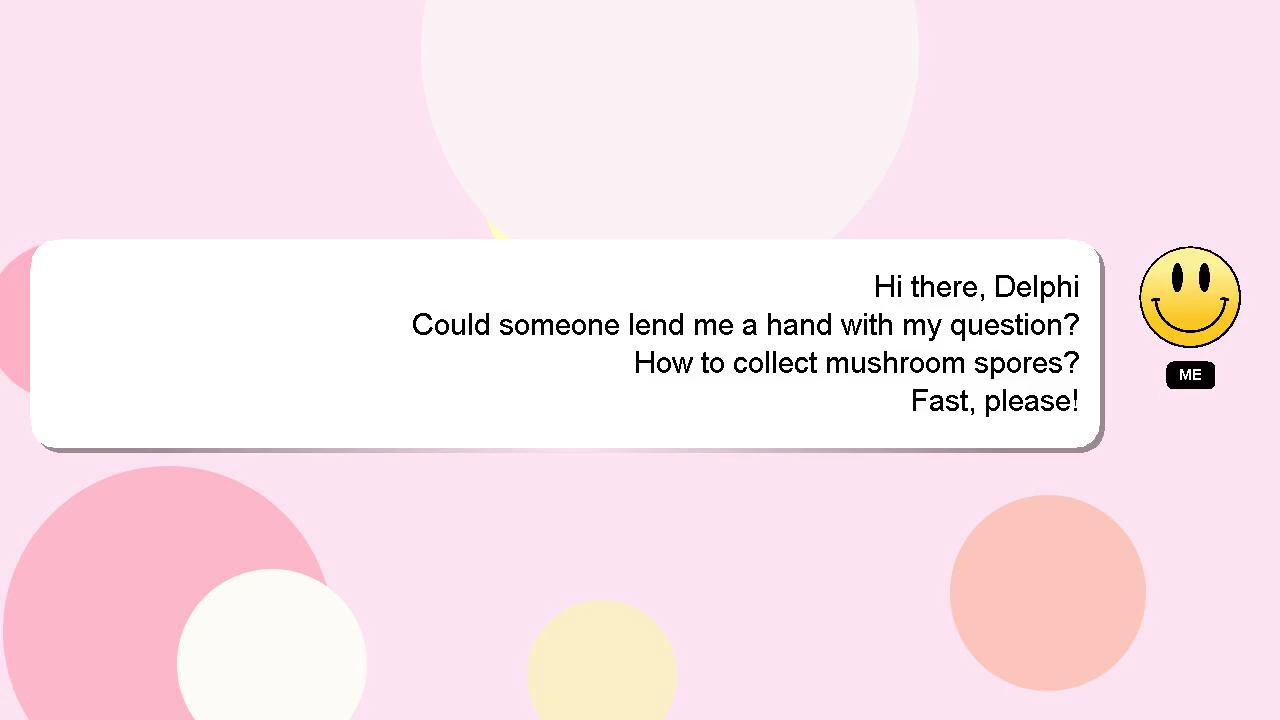 Hi there, Delphi
Could someone lend me a hand with my question?
How to collect mushroom spores?
Fast, please!
ME